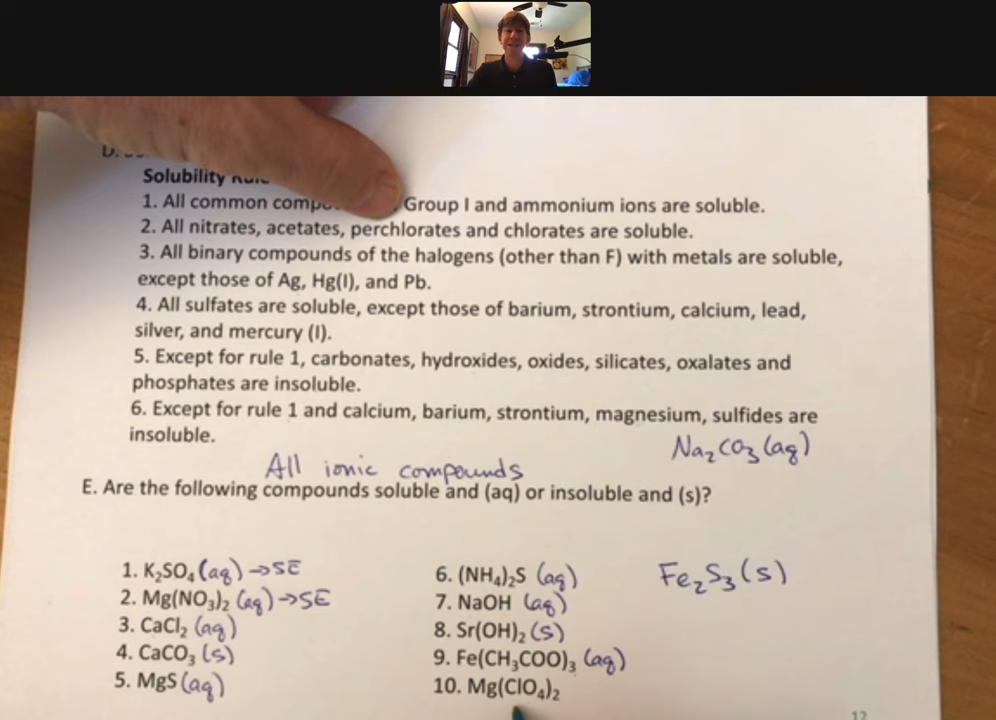 D.
Solubility
1. All common Group I and ammonium ions are soluble.
2. All nitrates, acetates, perchlorates and chlorates are soluble.
3. All binary compounds of the halogens (other than F) with metals are soluble,
except those of Ag, Hg(I), and Pb.
4. All sulfates are soluble, except those of barium, strontium, calcium, lead,
silver, and mercury (I).
5. Except for rule 1, carbonates, hydroxides, oxides, silicates, oxalates and
phosphates are insoluble.
6. Except for rule 1 and calcium, barium, strontium, magnesium, sulfides are
insoluble.
Na₂CO₃(aq)
All ionic compounds
E. Are the following compounds soluble and (aq) or insoluble and (s)?
1. K₂SO₄ (aq) →SE
2. Mg(NO₃)₂ (aq) →SE
3. CaCl₂ (aq)
4. CaCO₃ (s)
5. MgS (aq)
6. (NH₄)₂S (aq)
7. NaOH (aq)
8. Sr(OH)₂ (s)
9. Fe(CH₃COO)₃ (aq)
10. Mg(ClO₄)₂
Fe₂S₃(s)
12